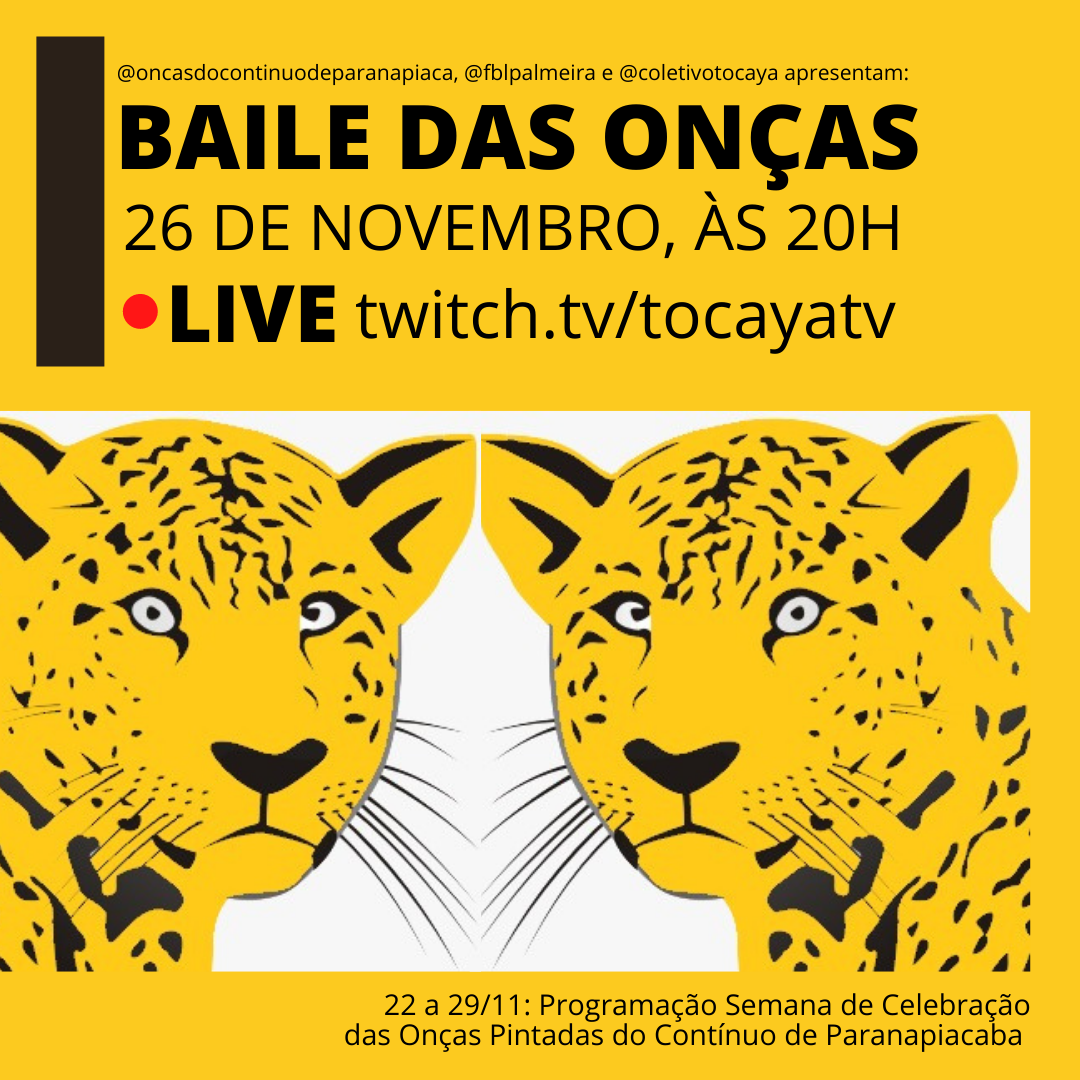 @oncasdocontinuodeparanapiaca, @fblpalmeira e @coletivotocaya apresentam:
BAILE DAS ONÇAS
26 DE NOVEMBRO, ÀS 20H
LIVE twitch.tv/tocayatv
22 a 29/11: Programação Semana de Celebração
das Onças Pintadas do Contínuo de Paranapiacaba